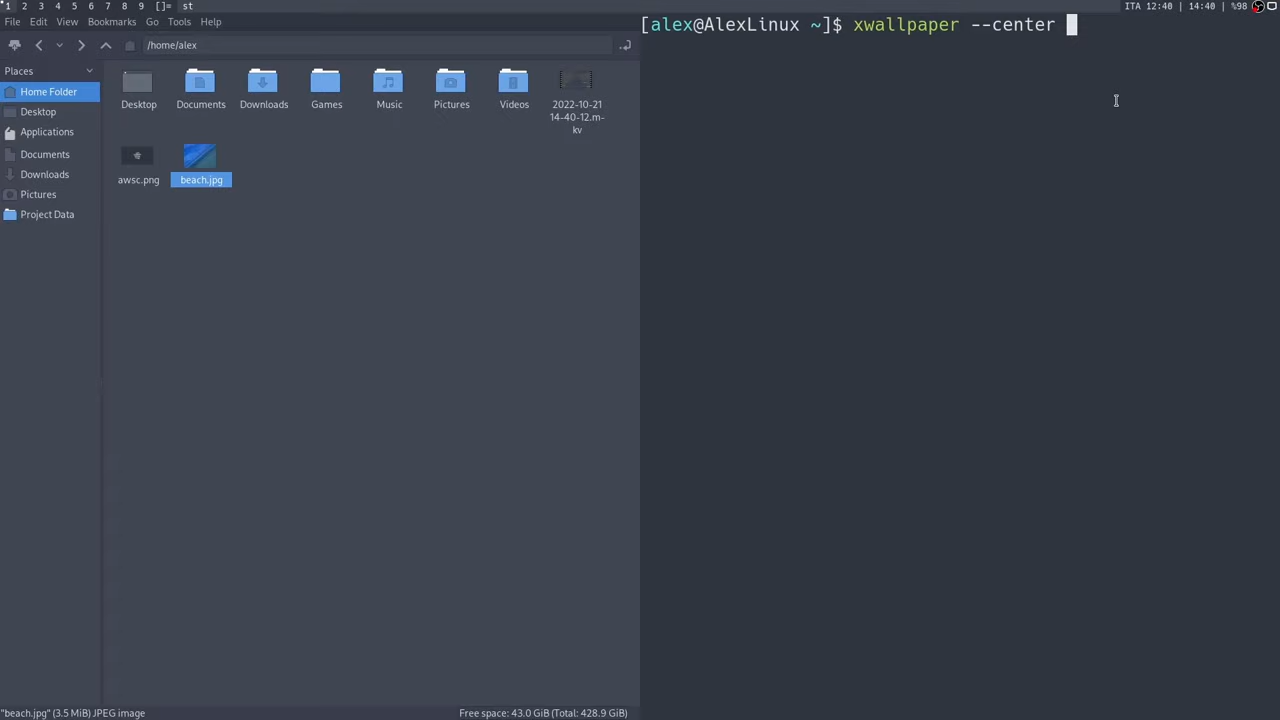 1 2 3 4 5 6 7 8 9 []= st
ITA 12:40 | 14:40 | %98
File Edit View Bookmarks Go Tools Help
/home/alex
Places
Home Folder
Desktop
Applications
Documents
Downloads
Pictures
Project Data
Desktop
Documents
Downloads
Games
Music
Pictures
Videos
2022-10-21
14-40-12.m-
kv
awsc.png
beach.jpg
"beach.jpg" (3.5 MiB) JPEG image
Free space: 43.0 GiB (Total: 428.9 GiB)
[alex@AlexLinux ~]$ xwallpaper --center